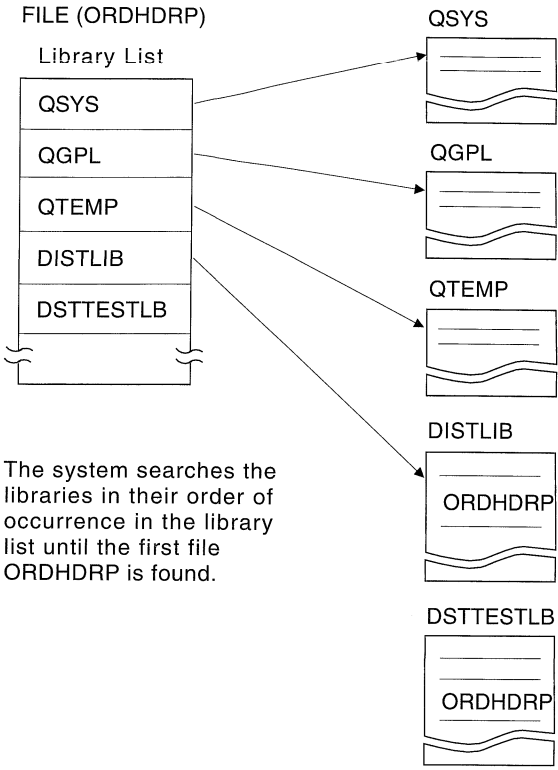 FILE (ORDHDRP)
Library List
QSYS
QGPL
QTEMP
DISTLIB
DSTTESTLB
The system searches the
libraries in their order of
occurrence in the library
list until the first file
ORDHDRP is found.
QSYS
QGPL
QTEMP
DISTLIB
ORDHDRP
DSTTESTLB
ORDHDRP